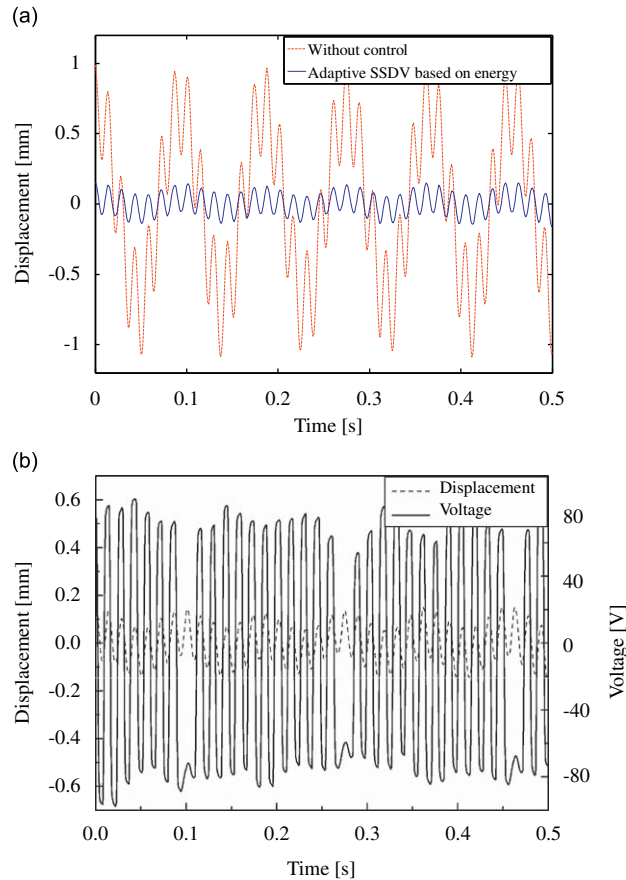 (a)
Without control
Adaptive SSDV based on energy
1
0.5
0
-0.5
-1
Displacement [mm]
0 0.1 0.2 0.3 0.4 0.5
Time [s]
(b)
Displacement
Voltage
0.6
0.4
0.2
0.0
-0.2
-0.4
-0.6
Displacement [mm]
80
40
0
-40
-80
Voltage [V]
0.0 0.1 0.2 0.3 0.4 0.5
Time [s]